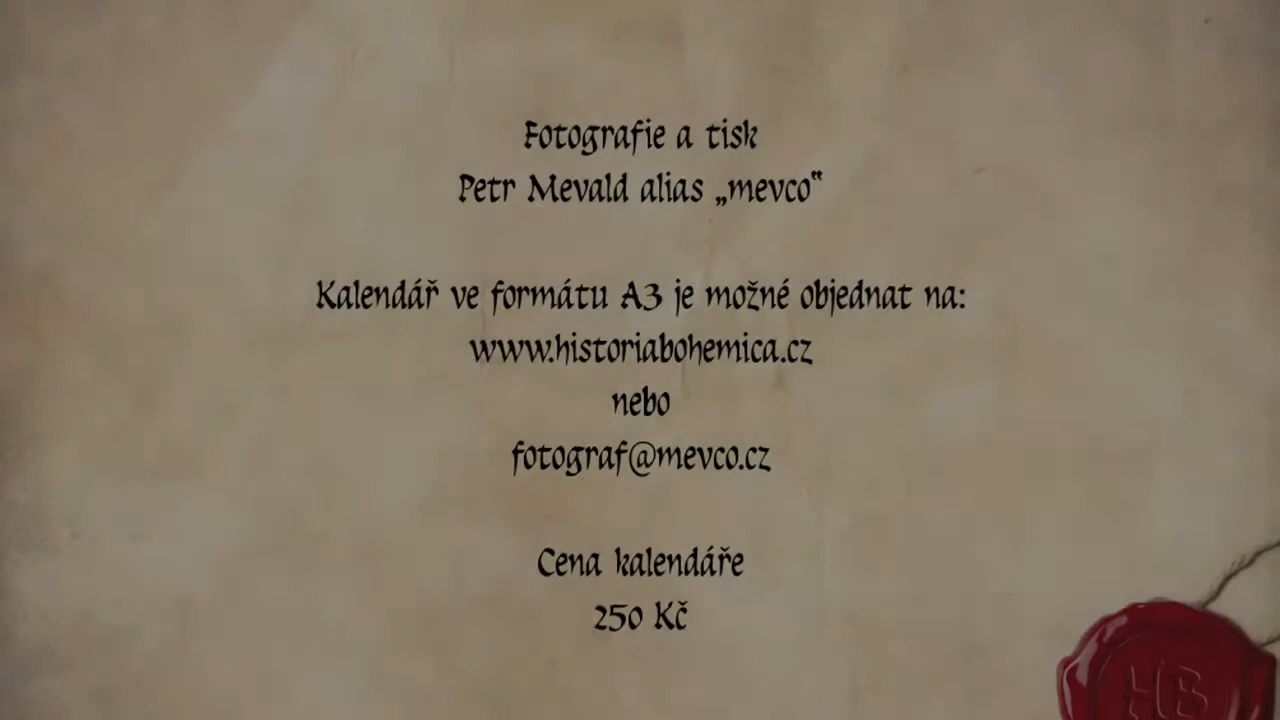 Fotografie a tisk
Petr Mevald alias „mevco“
Kalendář ve formátu A3 je možné objednat na:
www.historiabohemica.cz
nebo
fotograf@mevco.cz
Cena kalendáře
250 Kč
HB